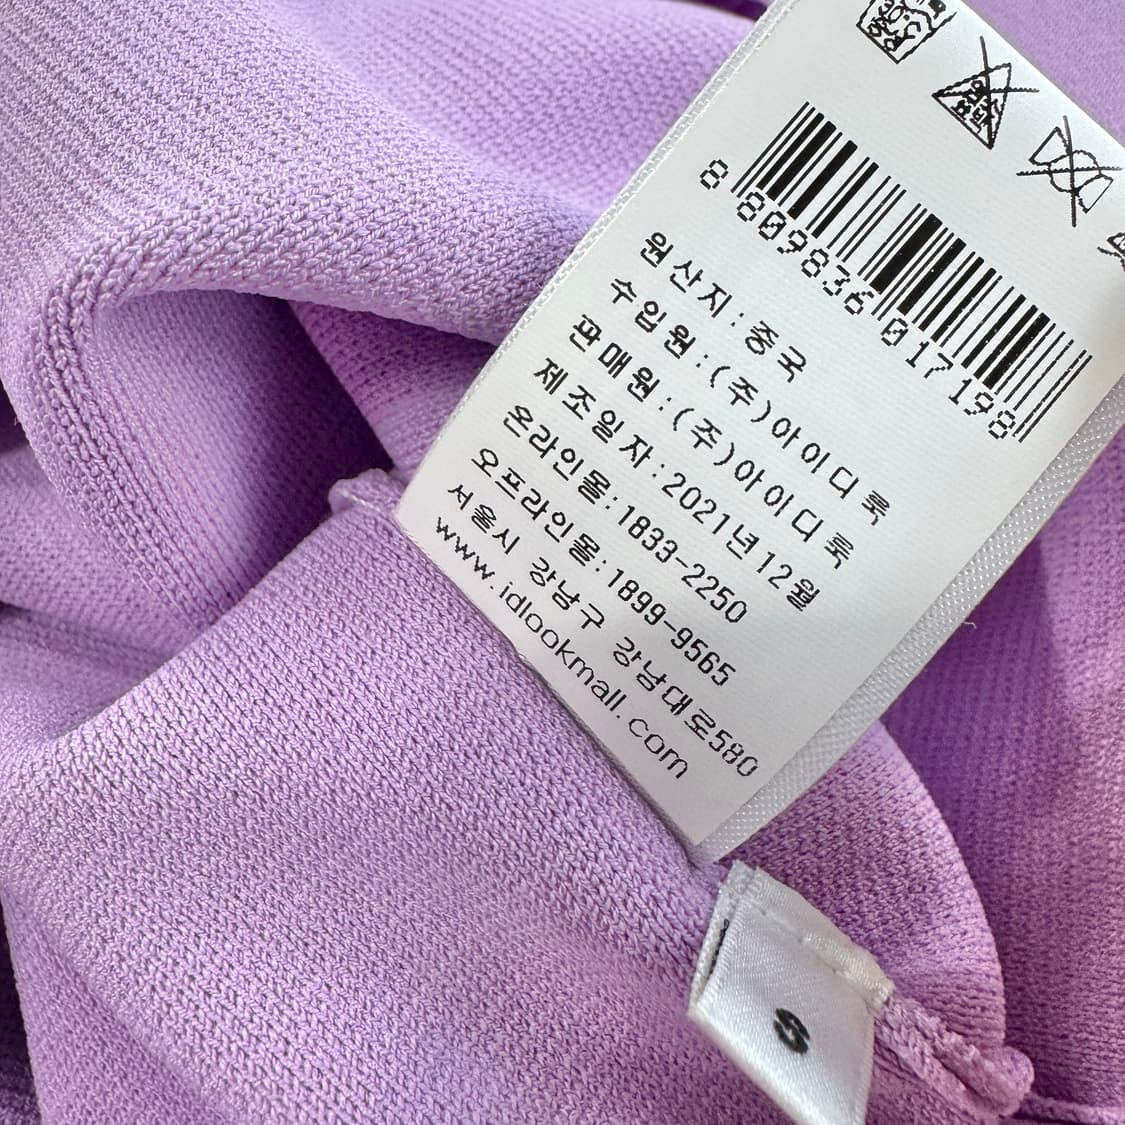 8 809836 017198
원산지:중국
수입원:(주)아이디룩
판매원:(주)아이디룩
제조일자:2021년12월
온라인몰:1833-2250
오프라인몰:1899-9565
서울시 강남구 강남대로580
www.idlookmall.com
S